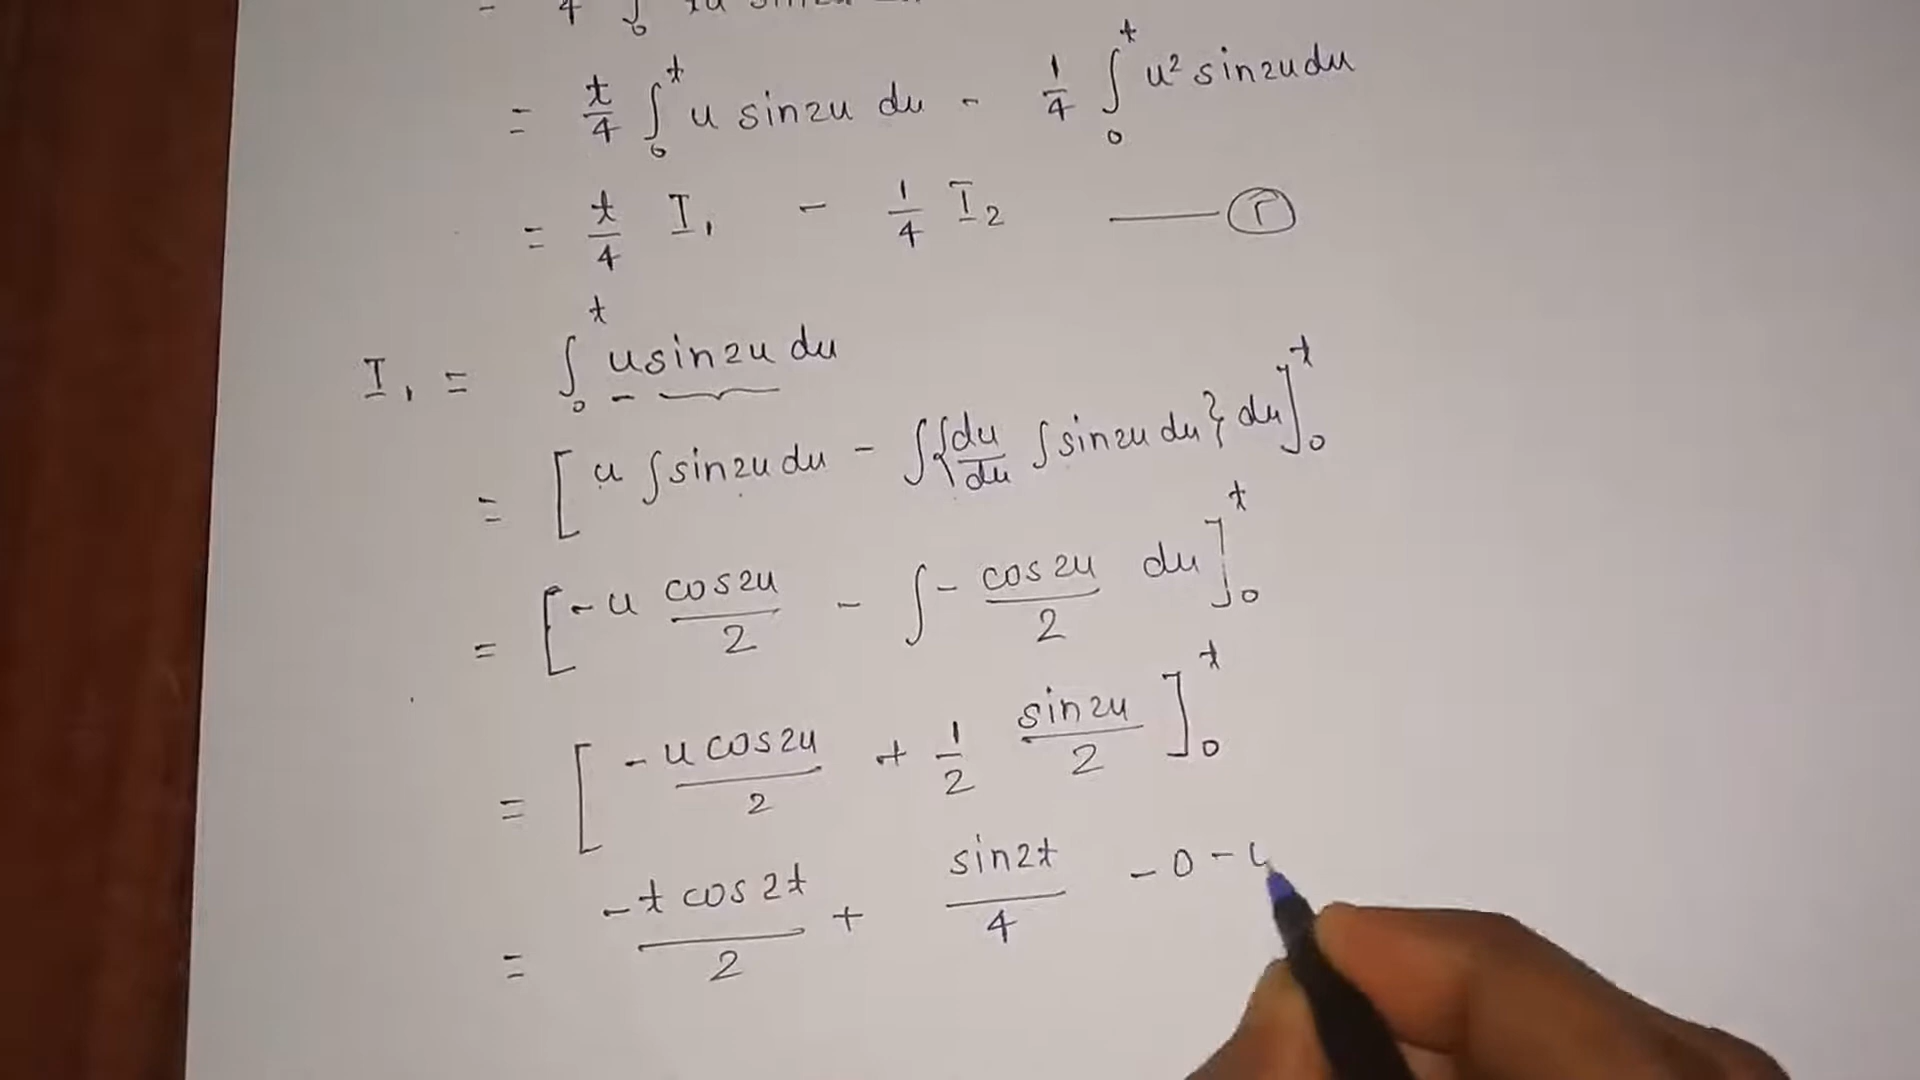 = t/4 ∫₀ᵗ u sin2u du - 1/4 ∫₀ᵗ u² sin2u du
= t/4 I₁ - 1/4 I₂ —— (P)
I₁ = ∫₀ᵗ u sin2u du
= [u ∫sin2u du - ∫{du/du ∫sin2u du} du]₀ᵗ
= [-u cos2u/2 - ∫- cos2u/2 du]₀ᵗ
= [-u cos2u/2 + 1/2 sin2u/2]₀ᵗ
= -t cos2t/2 + sin2t/4 - 0 -